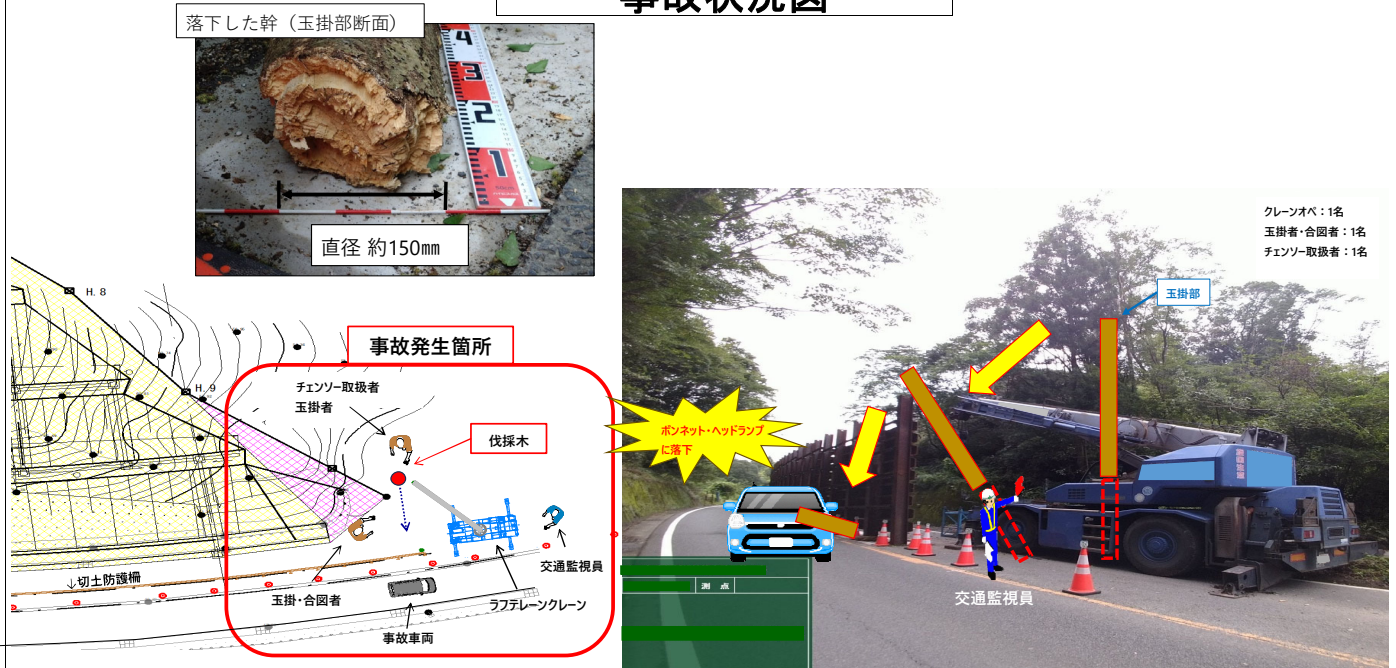 事故状況図
落下した幹（玉掛部断面）
4
3
2
1
直径 約150㎜
クレーンオペ：1名
玉掛者・合図者：1名
チェンソー取扱者：1名
玉掛部
H. 8
事故発生箇所
H. 9
チェンソー取扱者
玉掛者
伐採木
ボンネット・ヘッドランプ
に落下
交通監視員
↓切土防護柵
玉掛・合図者
ラフテレーンクレーン
事故車両
測 点
交通監視員